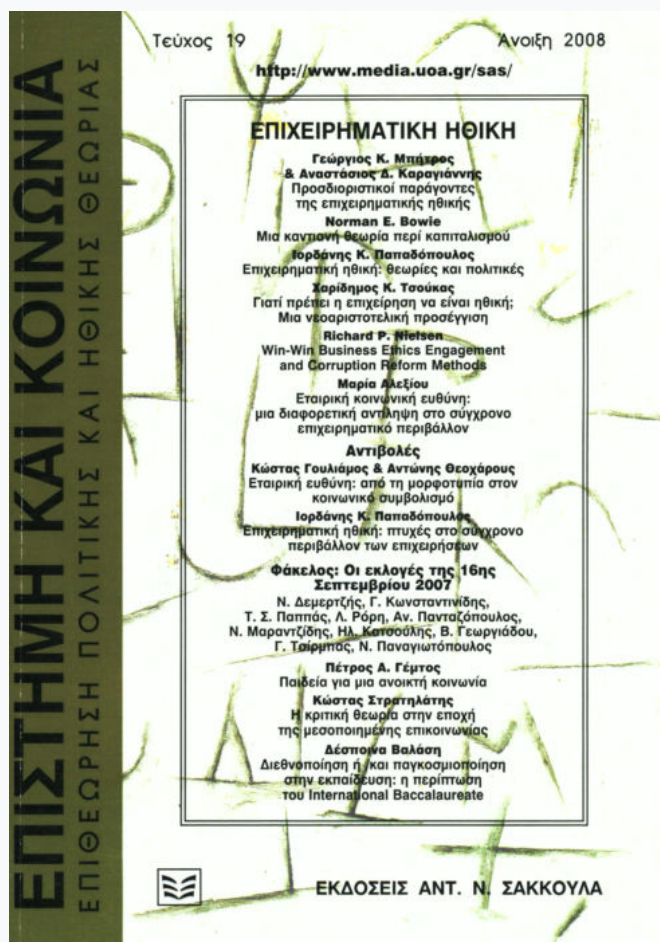 ΕΠΙΣΤΗΜΗ ΚΑΙ ΚΟΙΝΩΝΙΑ
ΕΠΙΘΕΩΡΗΣΗ ΠΟΛΙΤΙΚΗΣ ΚΑΙ ΗΘΙΚΗΣ ΘΕΩΡΙΑΣ
Τεύχος 19
Άνοιξη 2008
http://www.media.uoa.gr/sas/
ΕΠΙΧΕΙΡΗΜΑΤΙΚΗ ΗΘΙΚΗ
Γεώργιος Κ. Μπήτρος
& Αναστάσιος Δ. Καραγιάννης
Προσδιοριστικοί παράγοντες
της επιχειρηματικής ηθικής
Norman E. Bowie
Μια καντιανή θεωρία περί καπιταλισμού
Ιορδάνης Κ. Παπαδόπουλος
Επιχειρηματική ηθική: θεωρίες και πολιτικές
Χαρίδημος Κ. Τσούκας
Γιατί πρέπει η επιχείρηση να είναι ηθική;
Μια νεοαριστοτελική προσέγγιση
Richard P. Nielsen
Win-Win Business Ethics Engagement
and Corruption Reform Methods
Μαρία Αλεξίου
Εταιρική κοινωνική ευθύνη:
μια διαφορετική αντίληψη στο σύγχρονο
επιχειρηματικό περιβάλλον
Αντιβολές
Κώστας Γουλιάμος & Αντώνης Θεοχάρους
Εταιρική ευθύνη: από τη μορφοτυπία στον
κοινωνικό συμβολισμό
Ιορδάνης Κ. Παπαδόπουλος
Επιχειρηματική ηθική: πτυχές στο σύγχρονο
περιβάλλον των επιχειρήσεων
Φάκελος: Οι εκλογές της 16ης
Σεπτεμβρίου 2007
Ν. Δεμερτζής, Γ. Κωνσταντινίδης,
Τ. Σ. Παππάς, Λ. Ρόρη, Αν. Πανταζόπουλος,
Ν. Μαραντζίδης, Ηλ. Κατσούλης, Β. Γεωργιάδου,
Γ. Τσίρμπας, Ν. Παναγιωτόπουλος
Πέτρος Α. Γέμτος
Παιδεία για μια ανοικτή κοινωνία
Κώστας Στρατηλάτης
Η κριτική θεωρία στην εποχή
της μεσοποιημένης επικοινωνίας
Δέσποινα Βαλάση
Διεθνοποίηση ή/και παγκοσμιοποίηση
στην εκπαίδευση: η περίπτωση
του International Baccalaureate
ΕΚΔΟΣΕΙΣ ΑΝΤ. Ν. ΣΑΚΚΟΥΛΑ